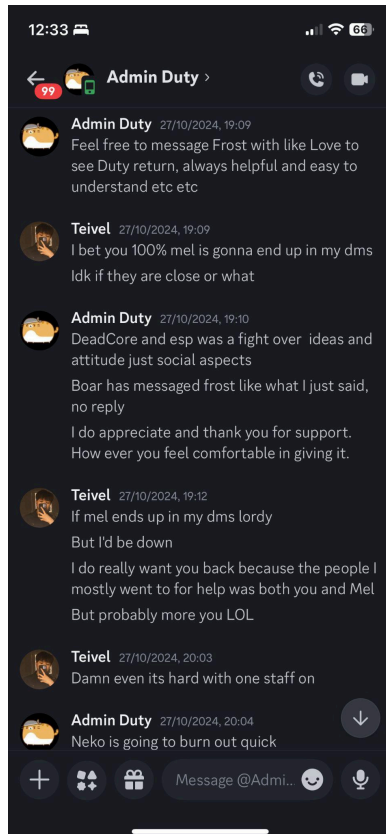 12:33
66
99
Admin Duty
Admin Duty 27/10/2024, 19:09
Feel free to message Frost with like Love to
see Duty return, always helpful and easy to
understand etc etc
Teivel 27/10/2024, 19:09
I bet you 100% mel is gonna end up in my dms
Idk if they are close or what
Admin Duty 27/10/2024, 19:10
DeadCore and esp was a fight over ideas and
attitude just social aspects
Boar has messaged frost like what I just said,
no reply
I do appreciate and thank you for support.
How ever you feel comfortable in giving it.
Teivel 27/10/2024, 19:12
If mel ends up in my dms lordy
But I'd be down
I do really want you back because the people I
mostly went to for help was both you and Mel
But probably more you LOL
Teivel 27/10/2024, 20:03
Damn even its hard with one staff on
Admin Duty 27/10/2024, 20:04
Neko is going to burn out quick
Message @Admi..